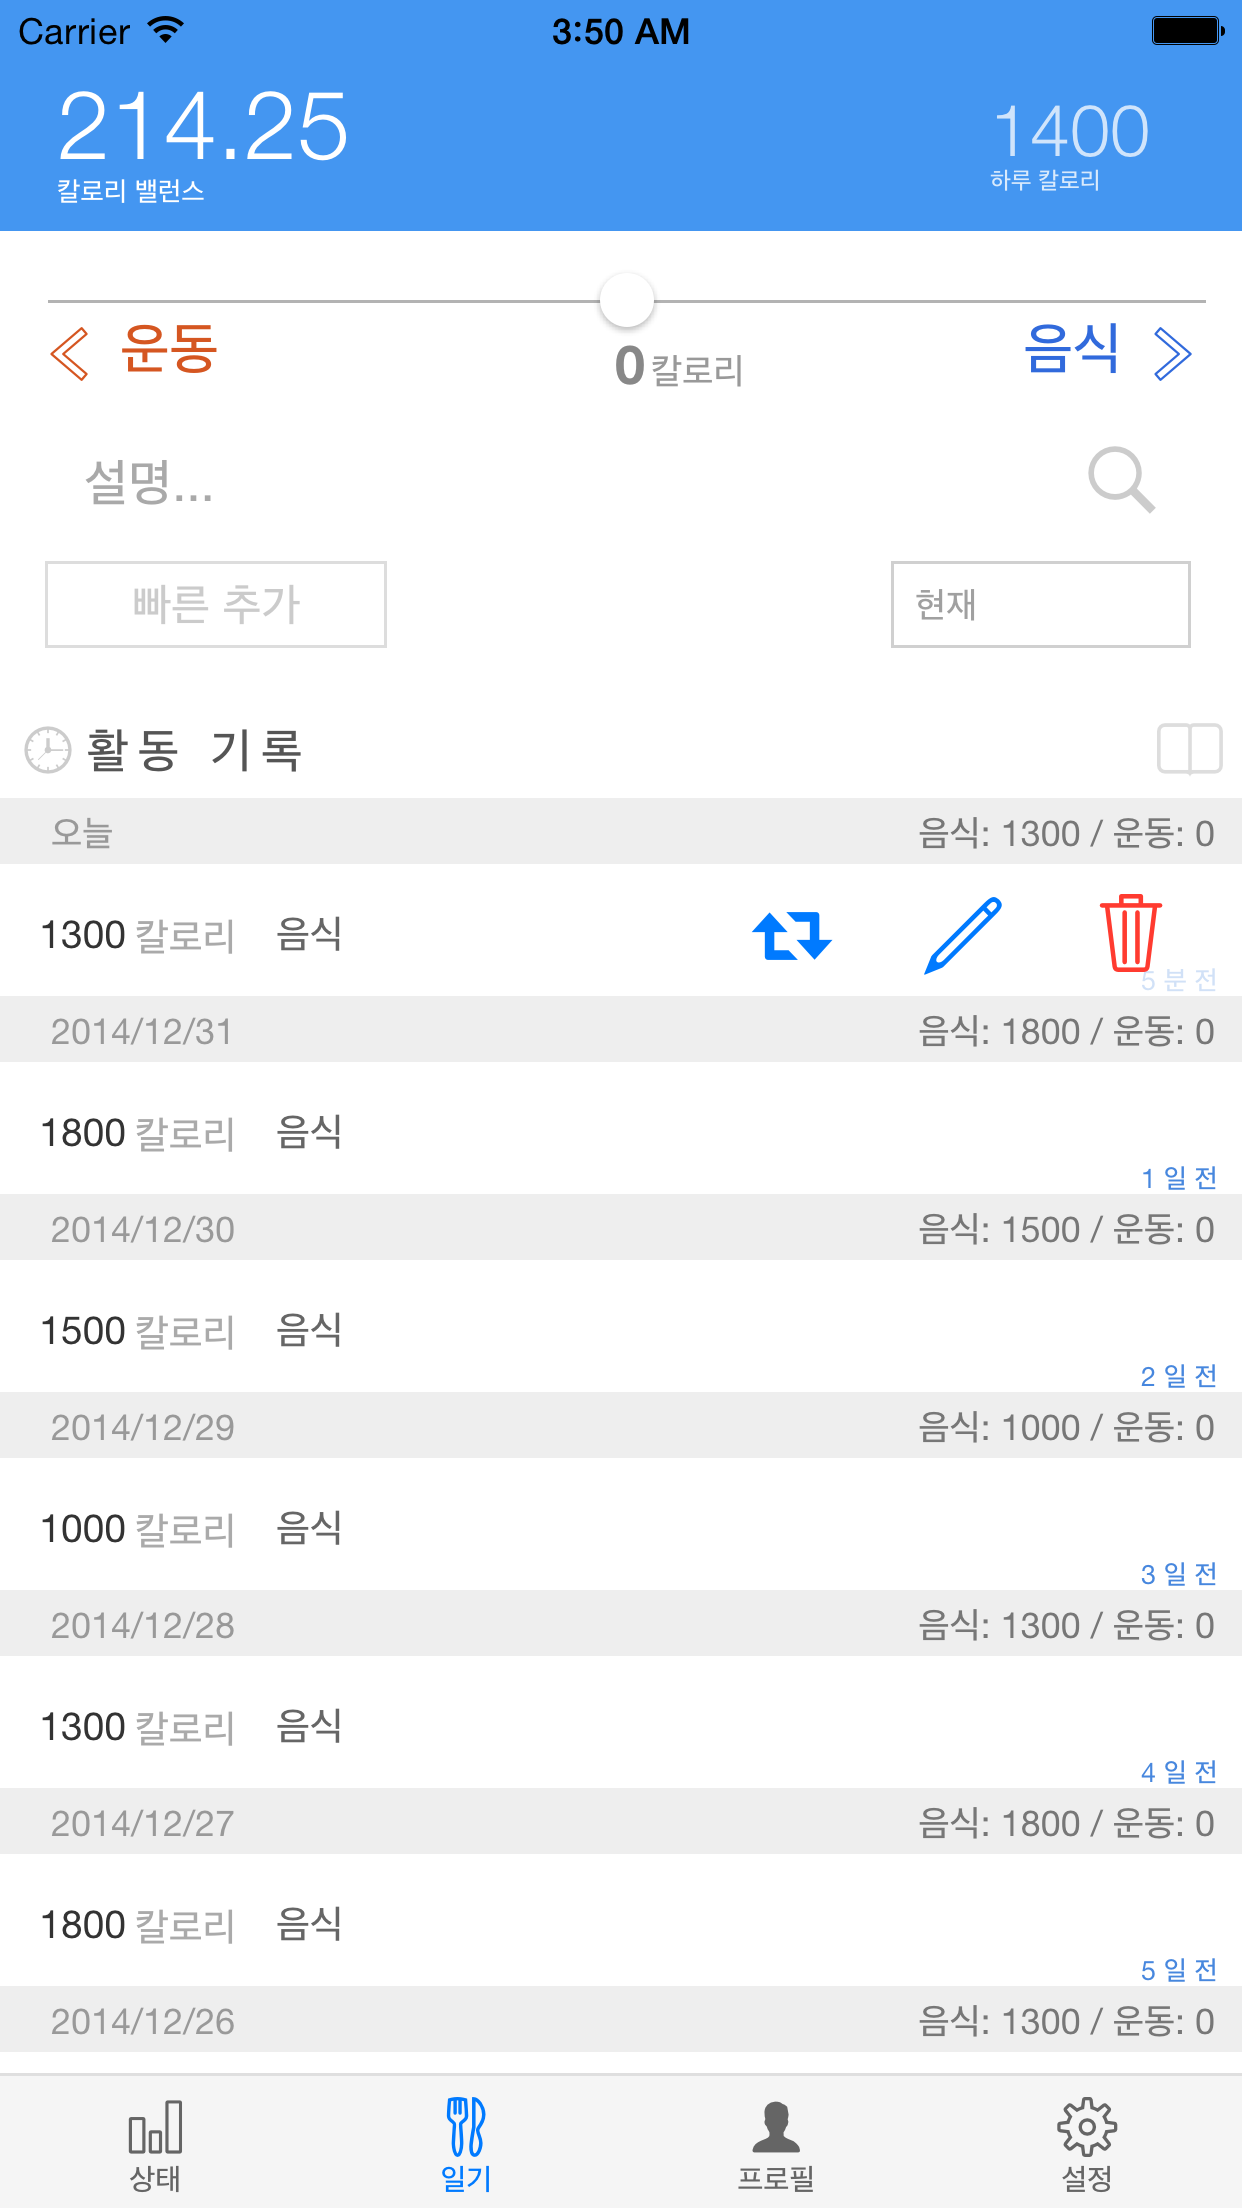 Carrier 3:50 AM
214.25 1400
칼로리 밸런스 하루 칼로리
운동 0 칼로리 음식
설명...
빠른 추가 현재
활동 기록
오늘 음식: 1300 / 운동: 0
1300 칼로리 음식
5 분 전
2014/12/31 음식: 1800 / 운동: 0
1800 칼로리 음식
1 일 전
2014/12/30 음식: 1500 / 운동: 0
1500 칼로리 음식
2 일 전
2014/12/29 음식: 1000 / 운동: 0
1000 칼로리 음식
3 일 전
2014/12/28 음식: 1300 / 운동: 0
1300 칼로리 음식
4 일 전
2014/12/27 음식: 1800 / 운동: 0
1800 칼로리 음식
5 일 전
2014/12/26 음식: 1300 / 운동: 0
상태 일기 프로필 설정